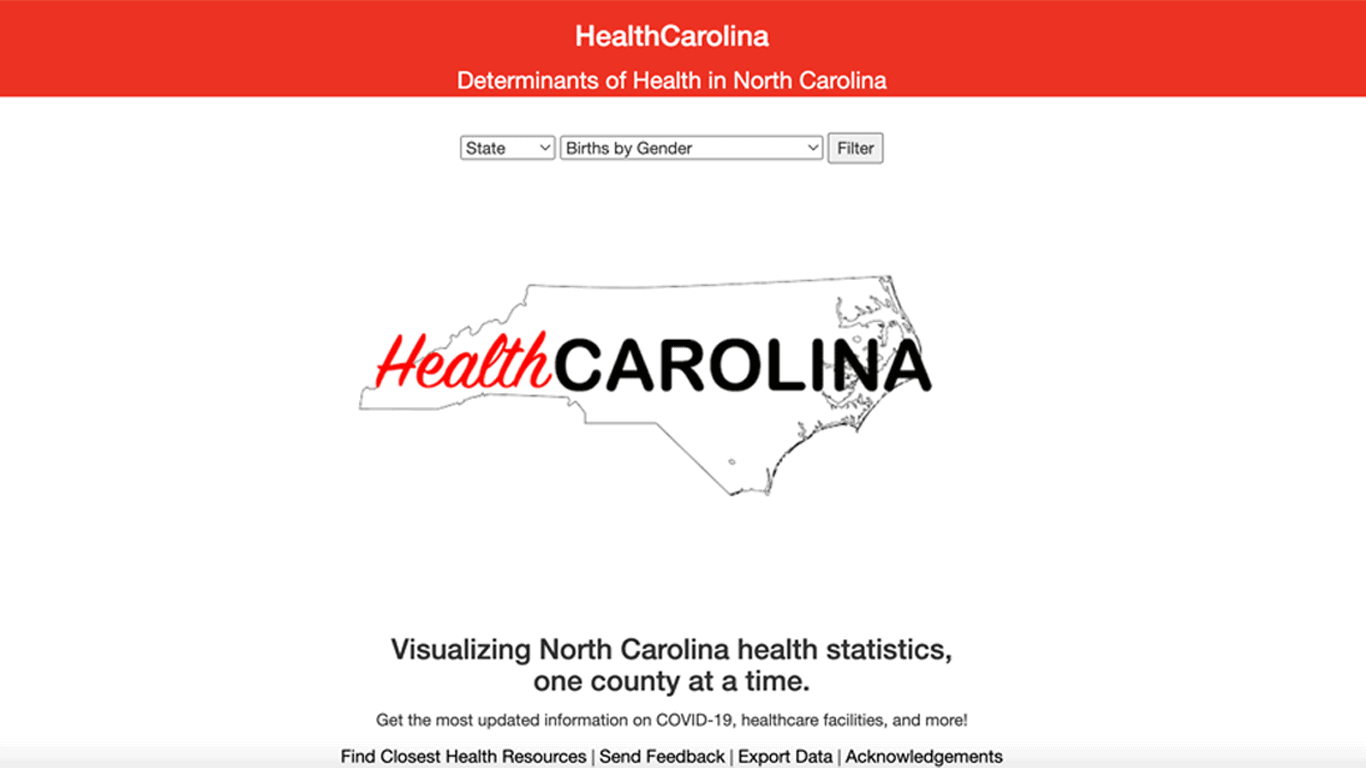 HealthCarolina
Determinants of Health in North Carolina
State Births by Gender Filter
HealthCAROLINA
Visualizing North Carolina health statistics,
one county at a time.
Get the most updated information on COVID-19, healthcare facilities, and more!
Find Closest Health Resources | Send Feedback | Export Data | Acknowledgements